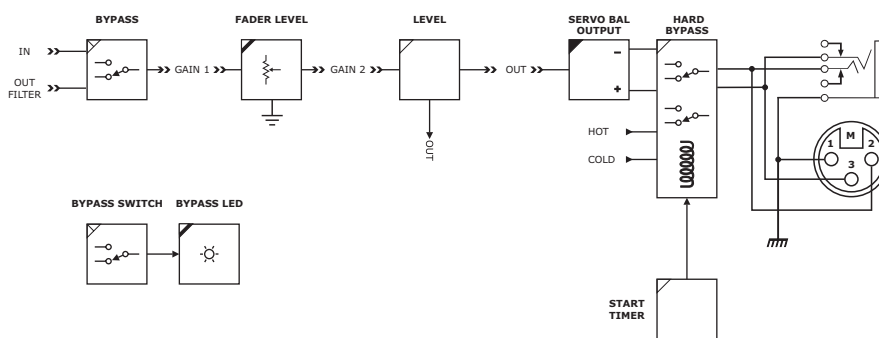 BYPASS
FADER LEVEL
LEVEL
SERVO BAL
OUTPUT
HARD
BYPASS
IN
OUT
FILTER
GAIN 1
GAIN 2
OUT
-
+
OUT
HOT
COLD
M
1
2
3
BYPASS SWITCH
BYPASS LED
START
TIMER